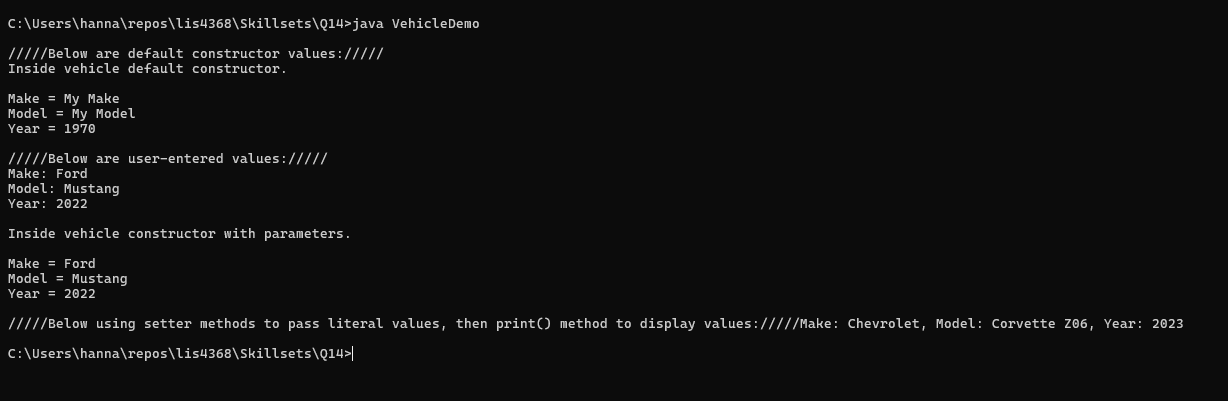 C:\Users\hanna\repos\lis4368\Skillsets\Q14>java VehicleDemo
/////Below are default constructor values://///
Inside vehicle default constructor.
Make = My Make
Model = My Model
Year = 1970
/////Below are user-entered values://///
Make: Ford
Model: Mustang
Year: 2022
Inside vehicle constructor with parameters.
Make = Ford
Model = Mustang
Year = 2022
/////Below using setter methods to pass literal values, then print() method to display values://///Make: Chevrolet, Model: Corvette Z06, Year: 2023
C:\Users\hanna\repos\lis4368\Skillsets\Q14>